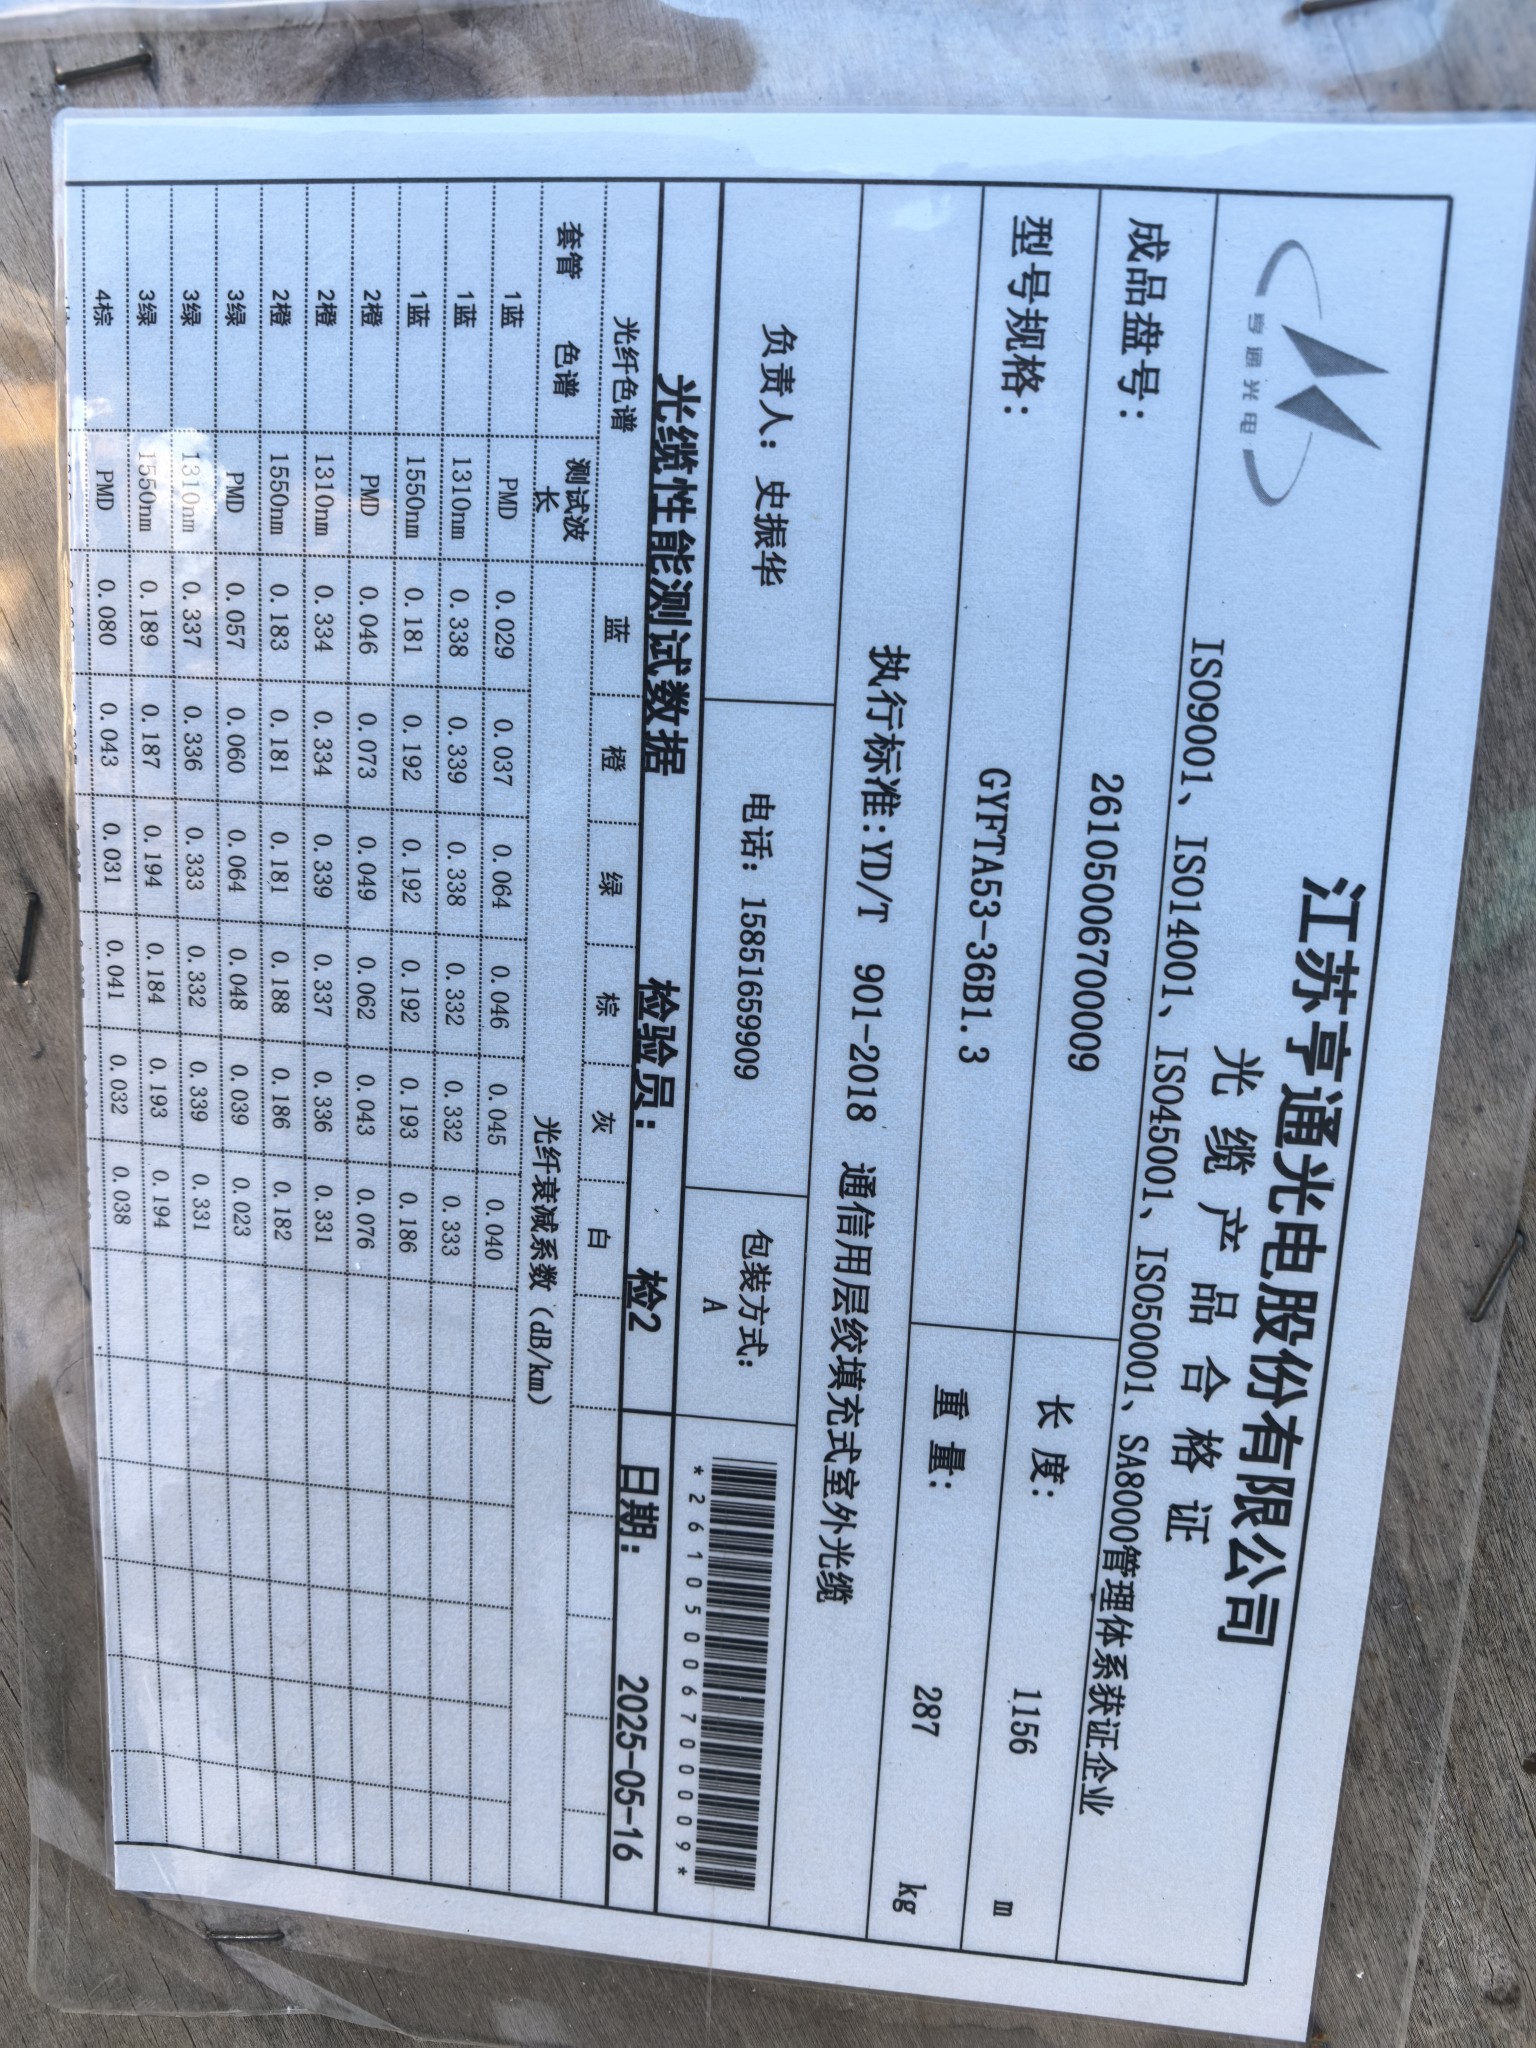 亨通光电
江苏亨通光电股份有限公司
光缆产品合格证
ISO9001、ISO14001、ISO45001、ISO50001、SA8000管理体系获证企业
成品盘号: 2610500670009 长度: 1156 m
型号规格: GYFTA53-36B1.3 重量: 287 kg
执行标准:YD/T 901-2018 通信用层绞填充式室外光缆
负责人: 史振华 电话: 15851659909 包装方式: A
*2610500670009*
光缆性能测试数据 检验员: 检2 日期: 2025-05-16
光纤色谱 蓝 橙 绿 棕 灰 白
套管 色谱 测试波长 光纤衰减系数(dB/km)
1蓝 PMD 0.029 0.037 0.064 0.046 0.045 0.040
1蓝 1310nm 0.338 0.339 0.338 0.332 0.332 0.333
1蓝 1550nm 0.181 0.192 0.192 0.192 0.193 0.186
2橙 PMD 0.046 0.073 0.049 0.062 0.043 0.076
2橙 1310nm 0.334 0.334 0.339 0.337 0.336 0.331
2橙 1550nm 0.183 0.181 0.181 0.188 0.186 0.182
3绿 PMD 0.057 0.060 0.064 0.048 0.039 0.023
3绿 1310nm 0.337 0.336 0.333 0.332 0.339 0.331
3绿 1550nm 0.189 0.187 0.194 0.184 0.193 0.194
4棕 PMD 0.080 0.043 0.031 0.041 0.032 0.038